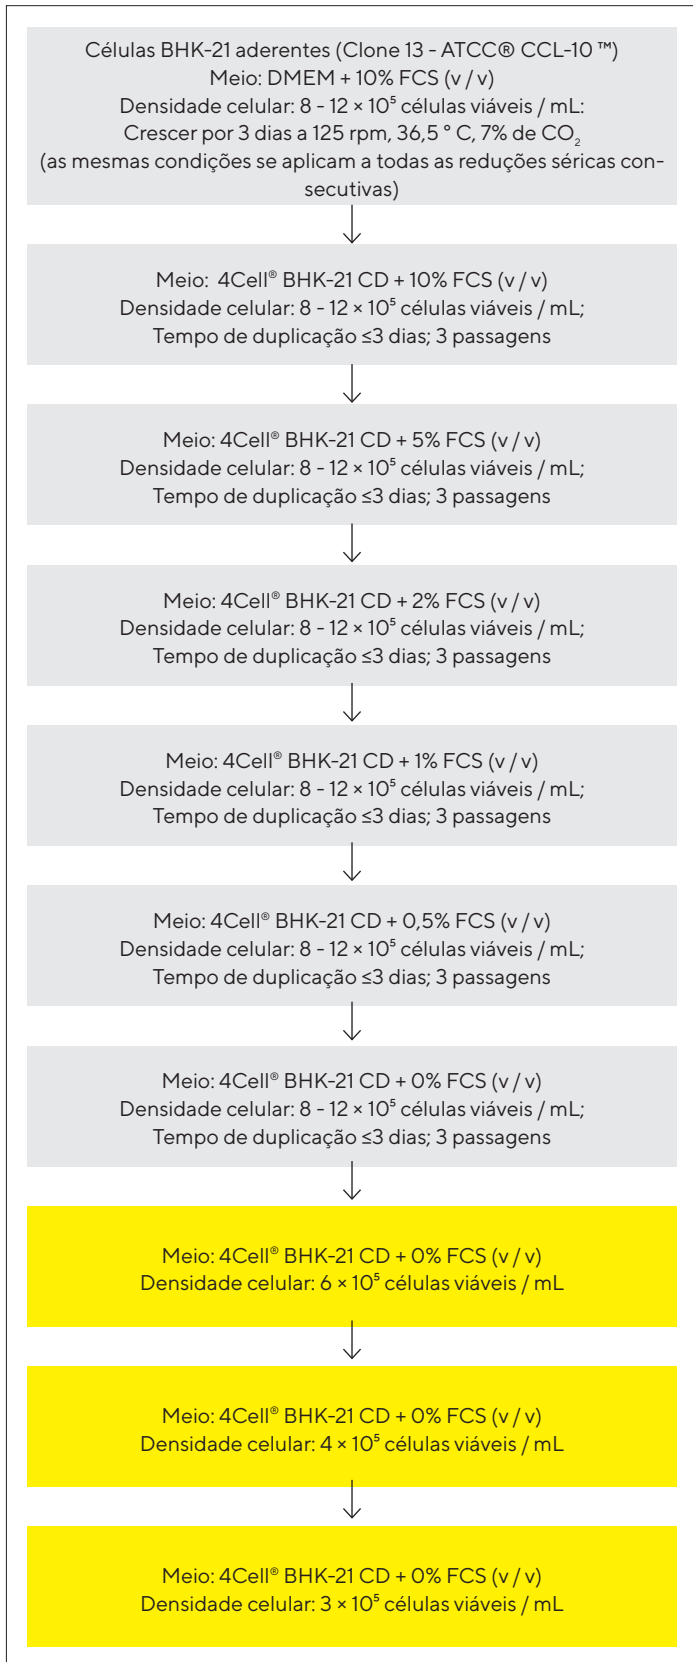 Células BHK-21 aderentes (Clone 13 - ATCC® CCL-10 ™)
Meio: DMEM + 10% FCS (v / v)
Densidade celular: 8 - 12 × 10⁵ células viáveis / mL:
Crescer por 3 dias a 125 rpm, 36,5 ° C, 7% de CO₂
(as mesmas condições se aplicam a todas as reduções séricas con-
secutivas)
Meio: 4Cell® BHK-21 CD + 10% FCS (v / v)
Densidade celular: 8 - 12 × 10⁵ células viáveis / mL;
Tempo de duplicação ≤3 dias; 3 passagens
Meio: 4Cell® BHK-21 CD + 5% FCS (v / v)
Densidade celular: 8 - 12 × 10⁵ células viáveis / mL;
Tempo de duplicação ≤3 dias; 3 passagens
Meio: 4Cell® BHK-21 CD + 2% FCS (v / v)
Densidade celular: 8 - 12 × 10⁵ células viáveis / mL;
Tempo de duplicação ≤3 dias; 3 passagens
Meio: 4Cell® BHK-21 CD + 1% FCS (v / v)
Densidade celular: 8 - 12 × 10⁵ células viáveis / mL;
Tempo de duplicação ≤3 dias; 3 passagens
Meio: 4Cell® BHK-21 CD + 0,5% FCS (v / v)
Densidade celular: 8 - 12 × 10⁵ células viáveis / mL;
Tempo de duplicação ≤3 dias; 3 passagens
Meio: 4Cell® BHK-21 CD + 0% FCS (v / v)
Densidade celular: 8 - 12 × 10⁵ células viáveis / mL;
Tempo de duplicação ≤3 dias; 3 passagens
Meio: 4Cell® BHK-21 CD + 0% FCS (v / v)
Densidade celular: 6 × 10⁵ células viáveis / mL
Meio: 4Cell® BHK-21 CD + 0% FCS (v / v)
Densidade celular: 4 × 10⁵ células viáveis / mL
Meio: 4Cell® BHK-21 CD + 0% FCS (v / v)
Densidade celular: 3 × 10⁵ células viáveis / mL